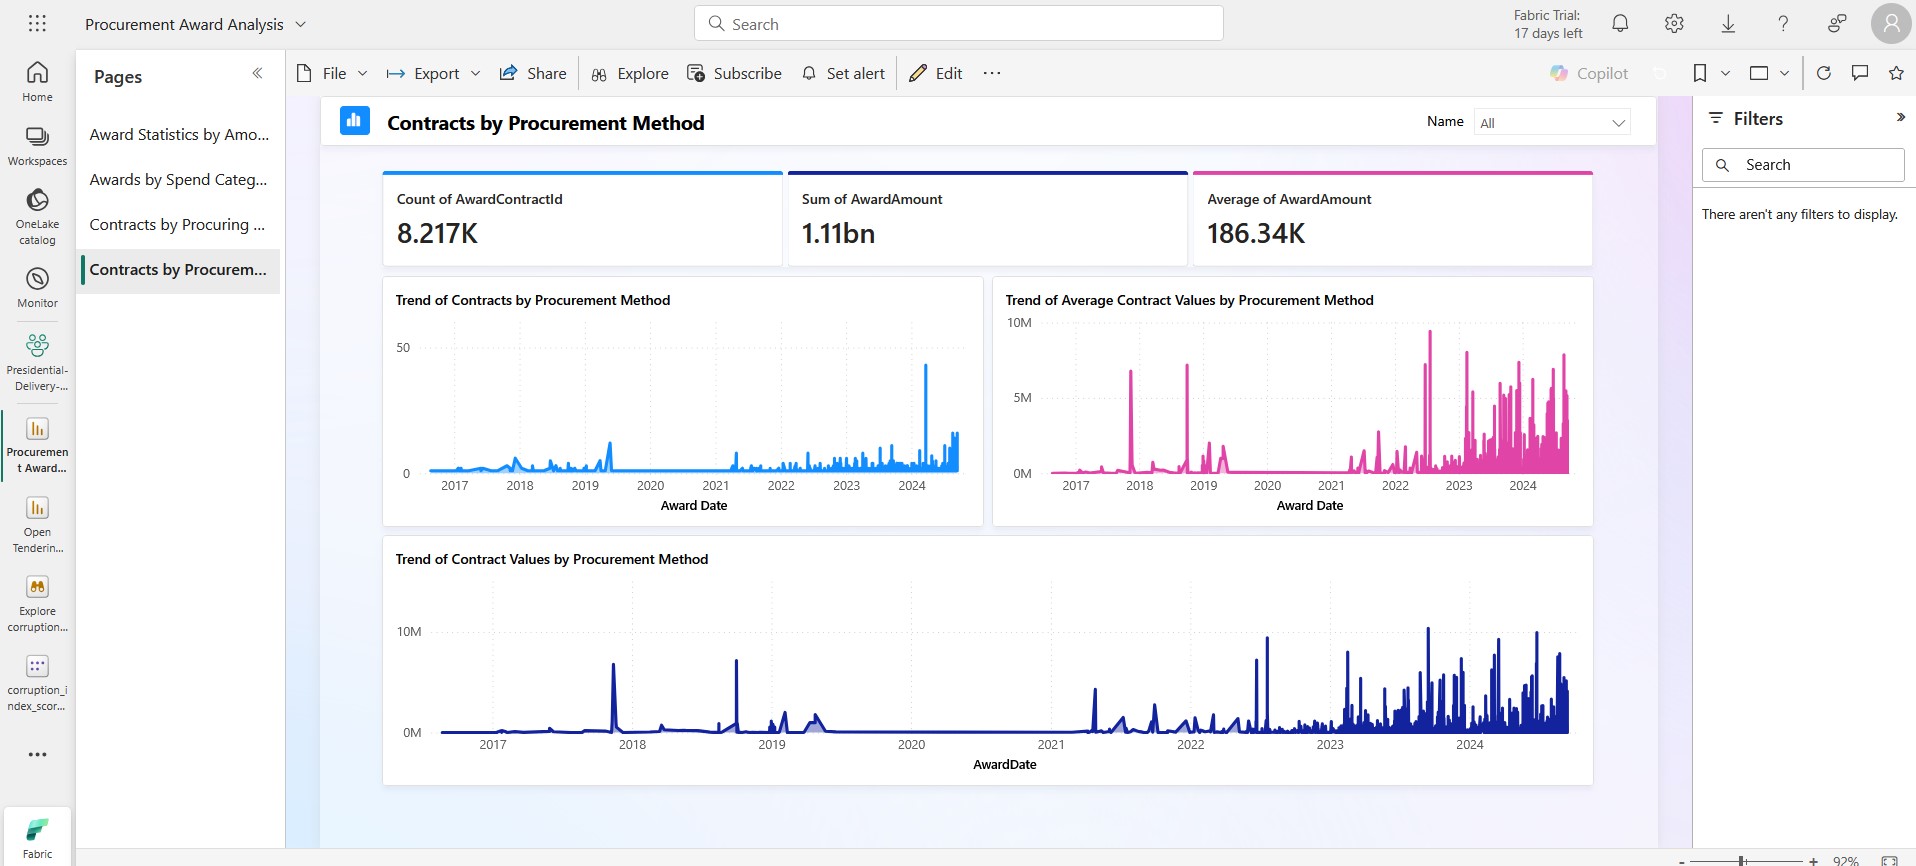 Procurement Award Analysis
Search
Fabric Trial:
17 days left
Home
Workspaces
OneLake
catalog
Monitor
Presidential-
Delivery-...
Procuremen
t Award...
Open
Tenderin...
Explore
corruption...
corruption_i
ndex_scor...
Fabric
Pages
Award Statistics by Amo...
Awards by Spend Categ...
Contracts by Procuring ...
Contracts by Procurem...
File
Export
Share
Explore
Subscribe
Set alert
Edit
Copilot
Contracts by Procurement Method
Name
All
Count of AwardContractId
8.217K
Sum of AwardAmount
1.11bn
Average of AwardAmount
186.34K
Trend of Contracts by Procurement Method
50
0
2017 2018 2019 2020 2021 2022 2023 2024
Award Date
Trend of Average Contract Values by Procurement Method
10M
5M
0M
2017 2018 2019 2020 2021 2022 2023 2024
Award Date
Trend of Contract Values by Procurement Method
10M
0M
2017 2018 2019 2020 2021 2022 2023 2024
AwardDate
Filters
Search
There aren't any filters to display.
- + 92%